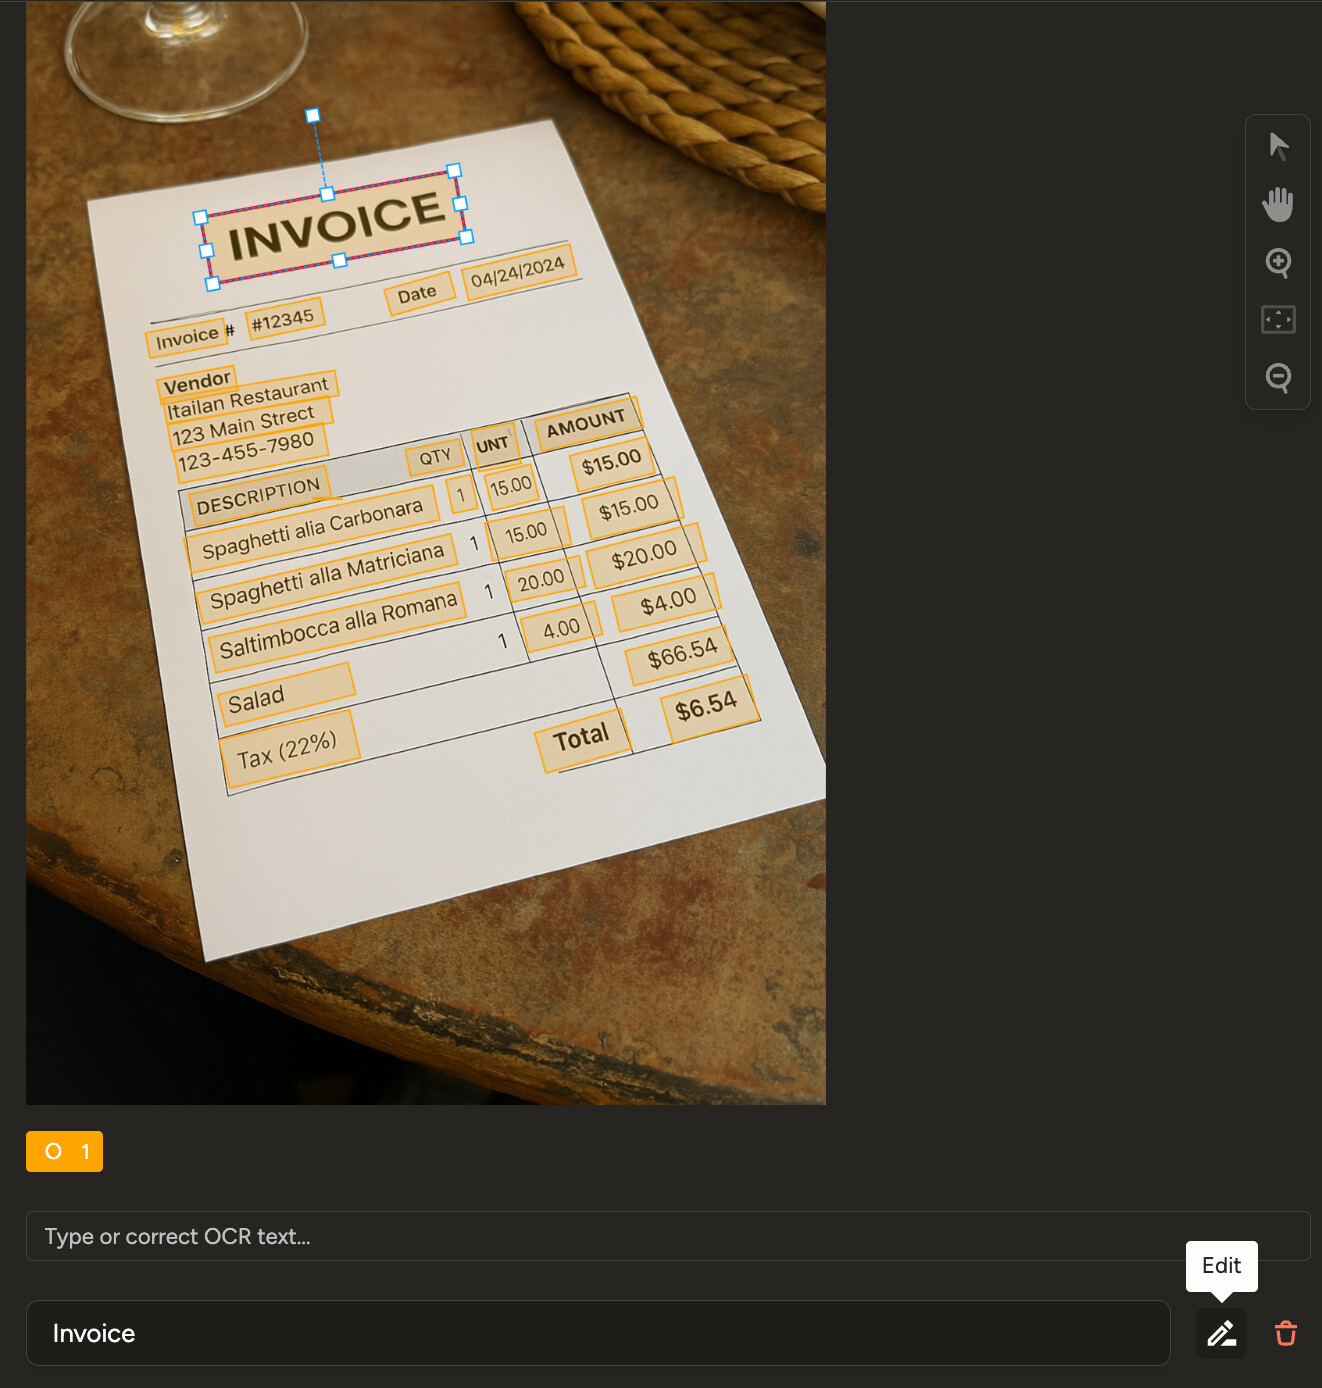 INVOICE
Invoice # #12345 Date 04/24/2024
Vendor
Itailan Restaurant
123 Main Strect
123-455-7980
DESCRIPTION QTY UNT AMOUNT
Spaghetti alia Carbonara 1 15.00 $15.00
Spaghetti alla Matriciana 1 15.00 $15.00
Saltimbocca alla Romana 1 20.00 $20.00
Salad 1 4.00 $4.00
Tax (22%) $66.54
Total $6.54
O 1
Type or correct OCR text...
Edit
Invoice